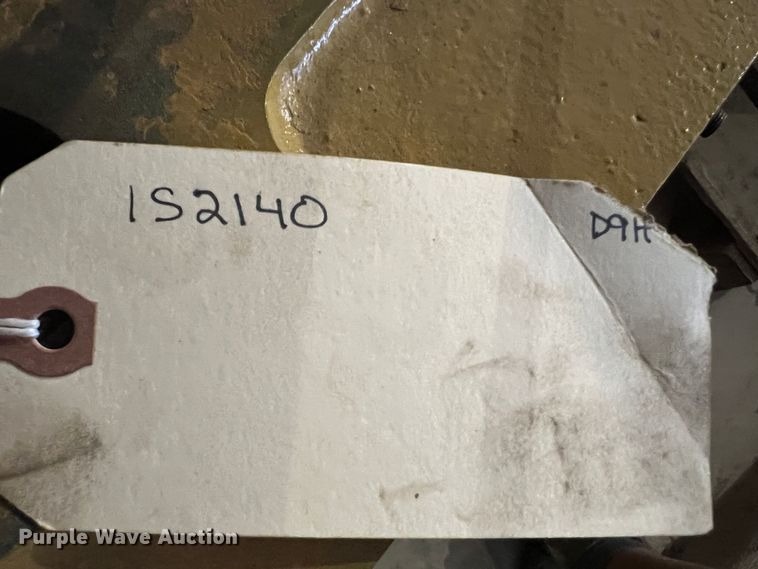 1S2140
D9H
Purple Wave Auction